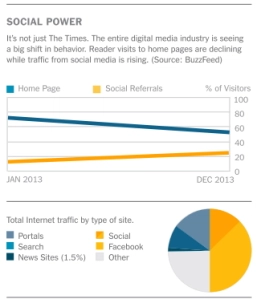 SOCIAL POWER
It's not just The Times. The entire digital media industry is seeing
a big shift in behavior. Reader visits to home pages are declining
while traffic from social media is rising. (Source: BuzzFeed)
Home Page Social Referrals % of Visitors
100
80
60
40
20
0
JAN 2013 DEC 2013
Total Internet traffic by type of site.
Portals Social
Search Facebook
News Sites (1.5%) Other